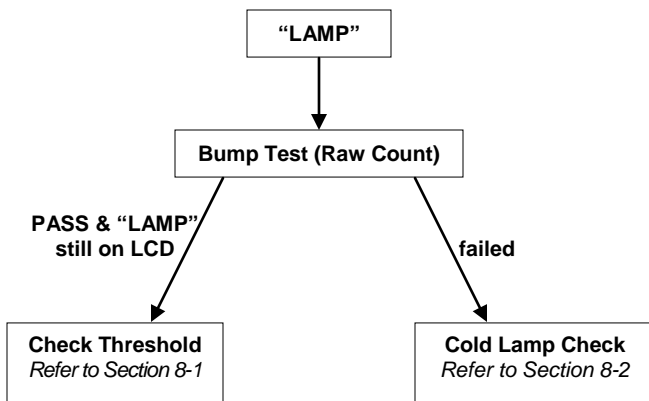 “LAMP”
Bump Test (Raw Count)
PASS & “LAMP”
still on LCD
failed
Check Threshold
Refer to Section 8-1
Cold Lamp Check
Refer to Section 8-2